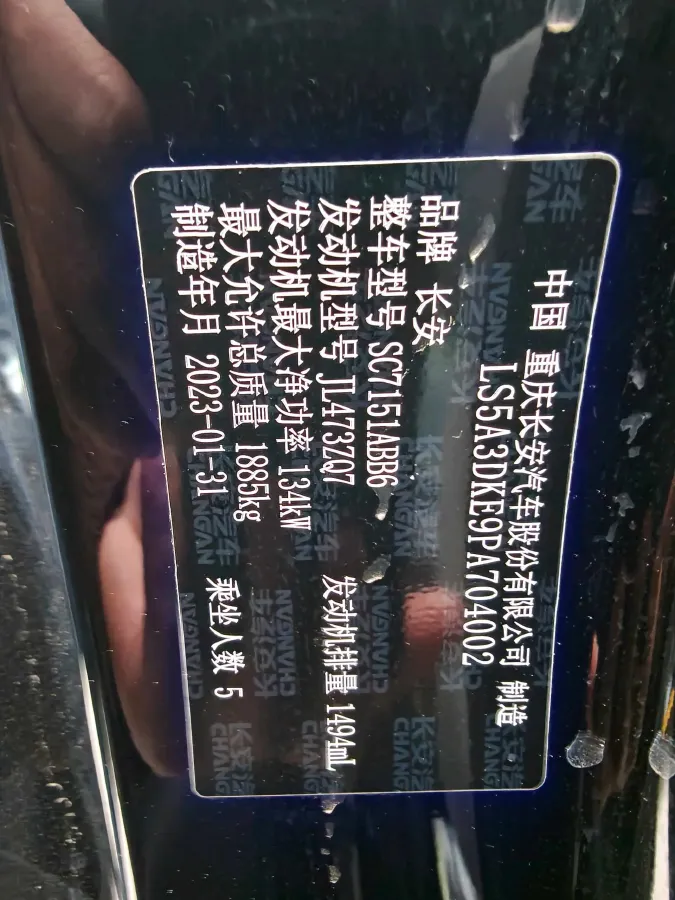 中国 重庆长安汽车股份有限公司 制造
LS5A3DKE9PA704002
品牌 长安
整车型号 SC7151ABB6
发动机型号 JL473ZQ7 发动机排量 1494mL
发动机最大净功率 134kW
最大允许总质量 1885kg 乘坐人数 5
制造年月 2023-01-31